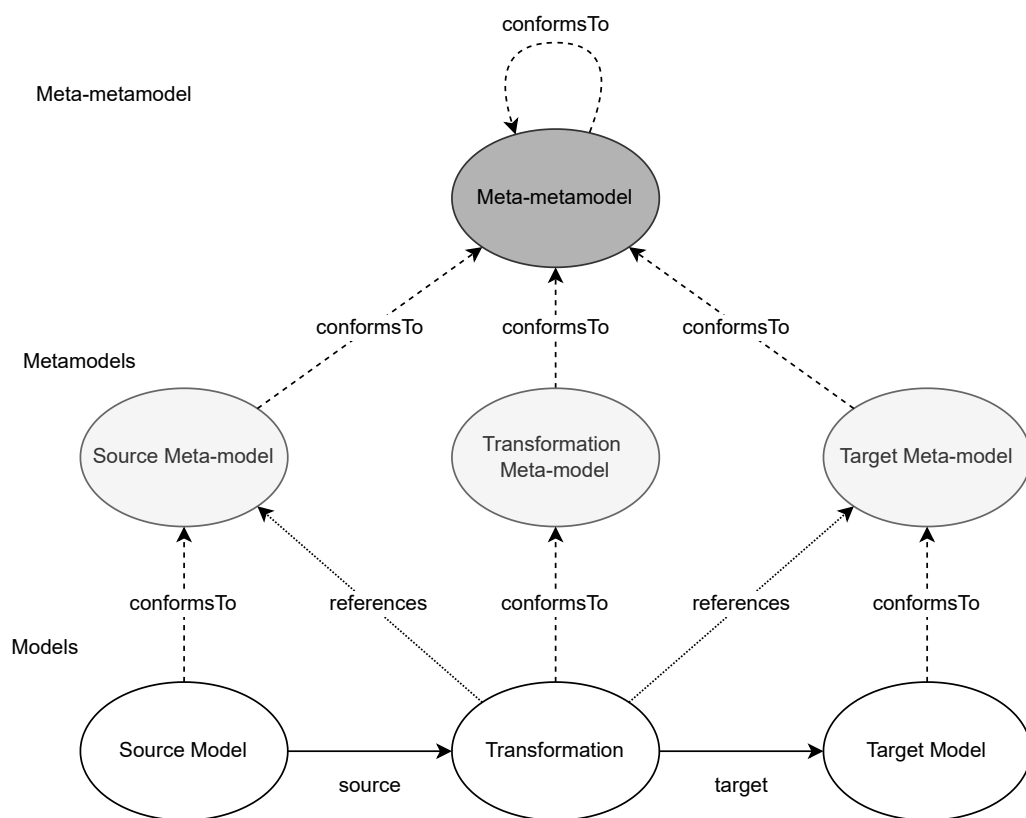 conformsTo
Meta-metamodel
Meta-metamodel
conformsTo
conformsTo
conformsTo
Metamodels
Source Meta-model
Transformation
Meta-model
Target Meta-model
conformsTo
references
conformsTo
references
conformsTo
Models
Source Model
Transformation
Target Model
source
target